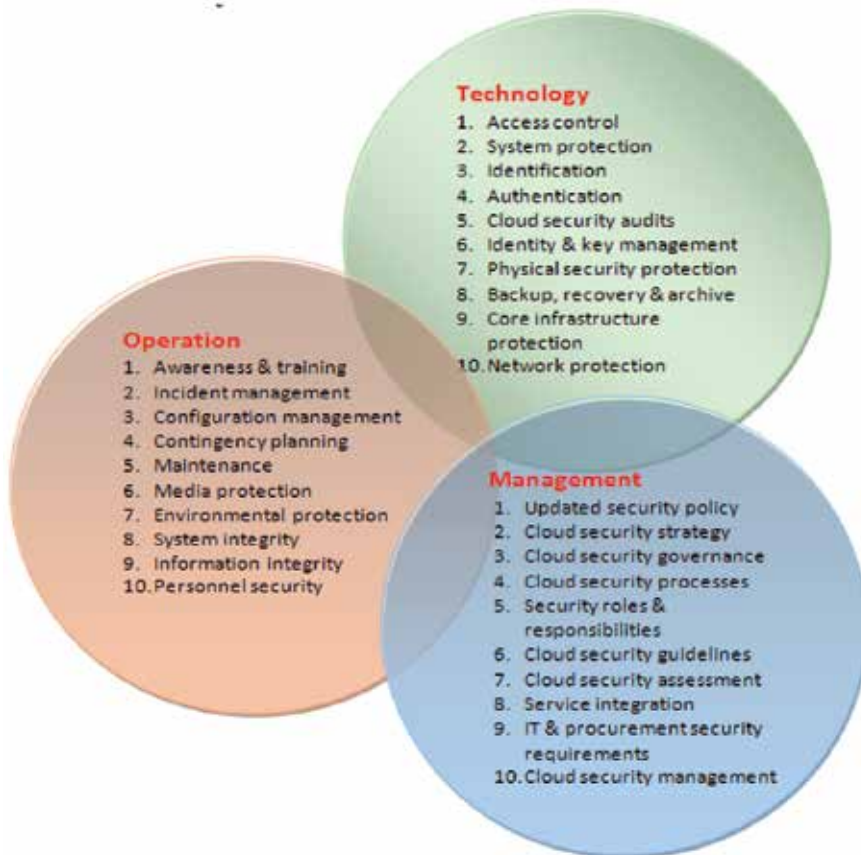 Technology
1. Access control
2. System protection
3. Identification
4. Authentication
5. Cloud security audits
6. Identity & key management
7. Physical security protection
8. Backup, recovery & archive
9. Core infrastructure
protection
10. Network protection
Operation
1. Awareness & training
2. Incident management
3. Configuration management
4. Contingency planning
5. Maintenance
6. Media protection
7. Environmental protection
8. System integrity
9. Information integrity
10. Personnel security
Management
1. Updated security policy
2. Cloud security strategy
3. Cloud security governance
4. Cloud security processes
5. Security roles &
responsibilities
6. Cloud security guidelines
7. Cloud security assessment
8. Service integration
9. IT & procurement security
requirements
10. Cloud security management